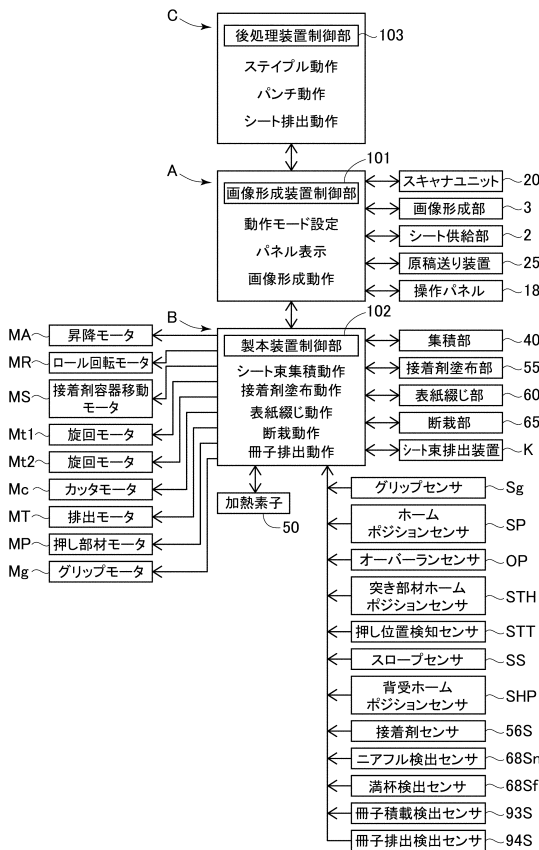 C
後処理装置制御部
103
ステイプル動作
パンチ動作
シート排出動作
A
画像形成装置制御部
101
動作モード設定
パネル表示
画像形成動作
スキャナユニット
20
画像形成部
3
シート供給部
2
原稿送り装置
25
操作パネル
18
B
製本装置制御部
102
シート束集積動作
接着剤塗布動作
表紙綴じ動作
断裁動作
冊子排出動作
MA
昇降モータ
MR
ロール回転モータ
MS
接着剤容器移動
モータ
Mt1
旋回モータ
Mt2
旋回モータ
Mc
カッタモータ
MT
排出モータ
MP
押し部材モータ
Mg
グリップモータ
加熱素子
50
集積部
40
接着剤塗布部
55
表紙綴じ部
60
断裁部
65
シート束排出装置
K
グリップセンサ
Sg
ホーム
ポジションセンサ
SP
オーバーランセンサ
OP
突き部材ホーム
ポジションセンサ
STH
押し位置検知センサ
STT
スロープセンサ
SS
背受ホーム
ポジションセンサ
SHP
接着剤センサ
56S
ニアフル検出センサ
68Sn
満杯検出センサ
68Sf
冊子積載検出センサ
93S
冊子排出検出センサ
94S